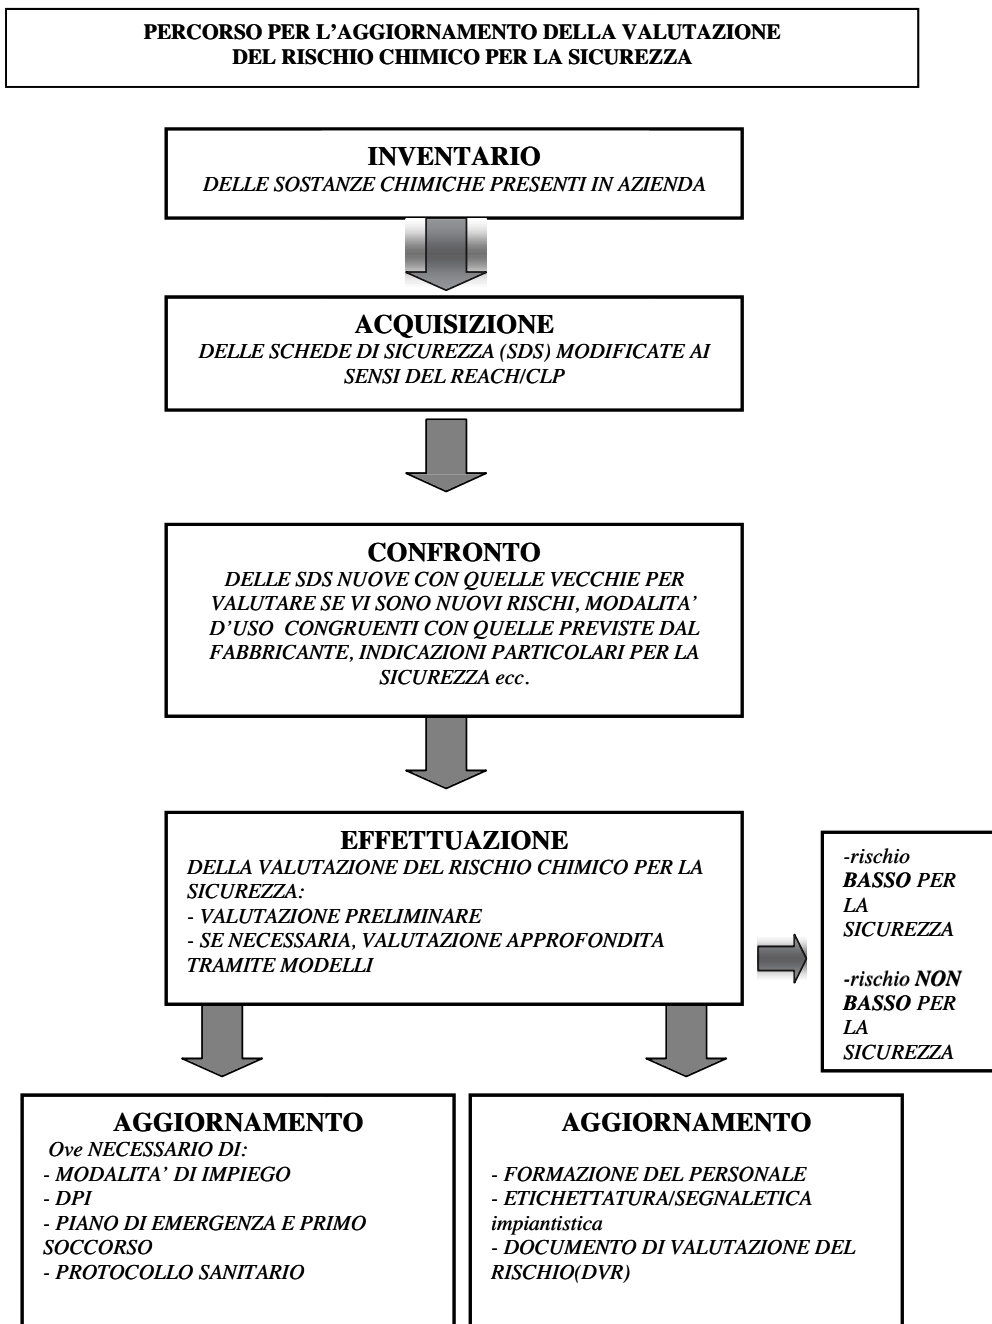 PERCORSO PER L'AGGIORNAMENTO DELLA VALUTAZIONE
DEL RISCHIO CHIMICO PER LA SICUREZZA
INVENTARIO
DELLE SOSTANZE CHIMICHE PRESENTI IN AZIENDA
ACQUISIZIONE
DELLE SCHEDE DI SICUREZZA (SDS) MODIFICATE AI
SENSI DEL REACH/CLP
CONFRONTO
DELLE SDS NUOVE CON QUELLE VECCHIE PER
VALUTARE SE VI SONO NUOVI RISCHI, MODALITA'
D'USO CONGRUENTI CON QUELLE PREVISTE DAL
FABBRICANTE, INDICAZIONI PARTICOLARI PER LA
SICUREZZA ecc.
EFFETTUAZIONE
DELLA VALUTAZIONE DEL RISCHIO CHIMICO PER LA
SICUREZZA:
- VALUTAZIONE PRELIMINARE
- SE NECESSARIA, VALUTAZIONE APPROFONDITA
TRAMITE MODELLI
-rischio
BASSO PER
LA
SICUREZZA
-rischio NON
BASSO PER
LA
SICUREZZA
AGGIORNAMENTO
Ove NECESSARIO DI:
- MODALITA' DI IMPIEGO
- DPI
- PIANO DI EMERGENZA E PRIMO
SOCCORSO
- PROTOCOLLO SANITARIO
AGGIORNAMENTO
- FORMAZIONE DEL PERSONALE
- ETICHETTATURA/SEGNALETICA
impiantistica
- DOCUMENTO DI VALUTAZIONE DEL
RISCHIO(DVR)